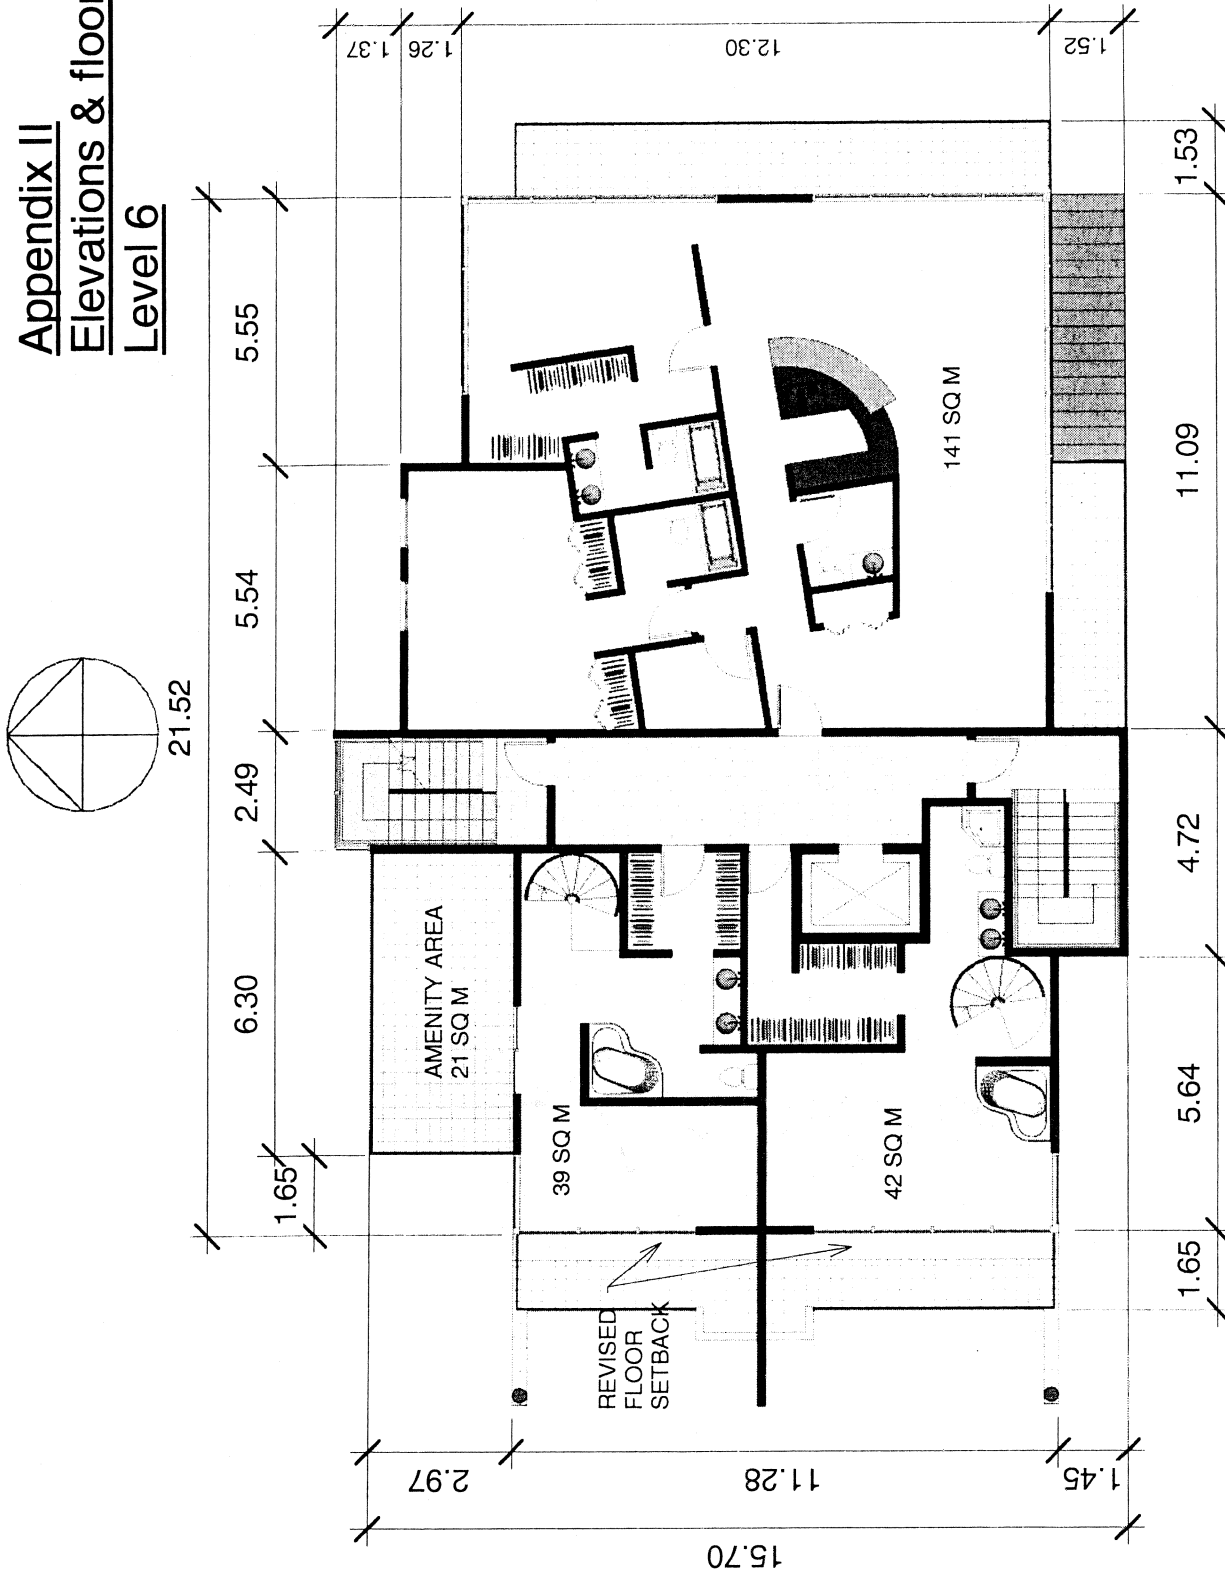 Appendix II
Elevations & floor
Level 6
1.37
1.26
12.30
1.52
1.53
11.09
4.72
5.64
1.65
21.52
5.55
5.54
2.49
6.30
1.65
141 SQ M
AMENITY AREA
21 SQ M
39 SQ M
42 SQ M
REVISED
FLOOR
SETBACK
2.97
11.28
1.45
15.70